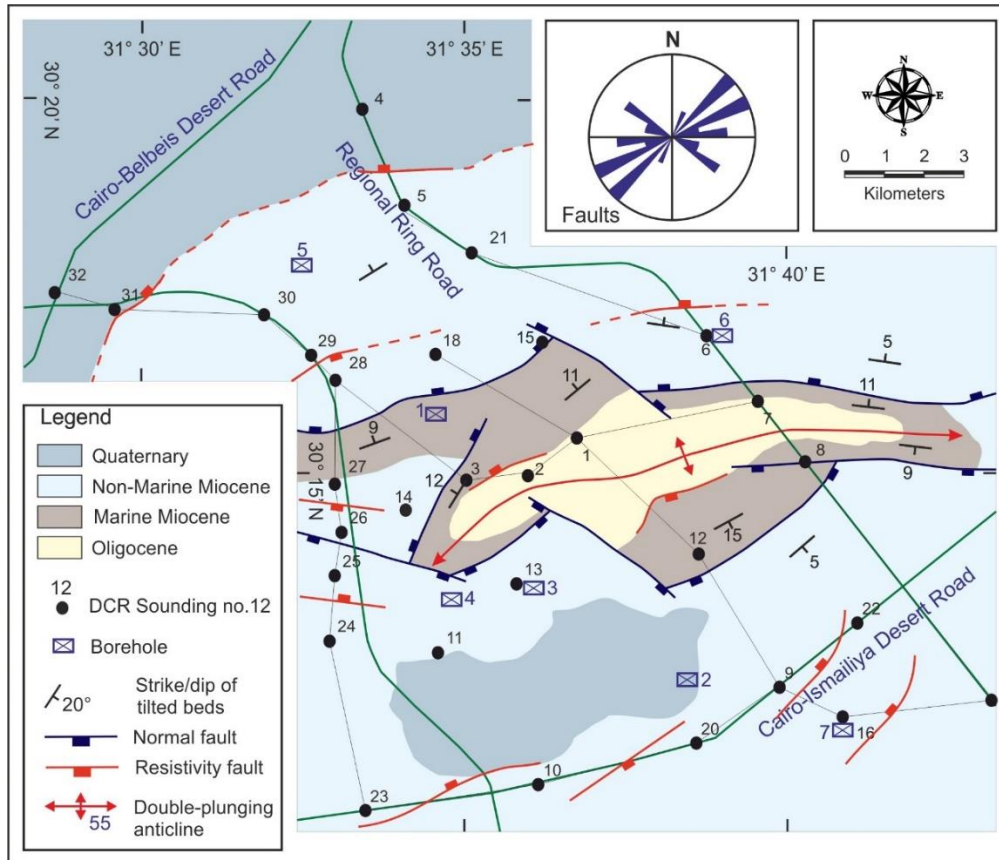 31° 30' E
31° 35' E
30° 20' N
Cairo-Belbeis Desert Road
Regional Ring Road
4
5
21
N
Faults
N
W
E
S
0 1 2 3
Kilometers
31° 40' E
32
31
30
5
29
28
18
15
6
6
5
11
11
1
9
7
1
8
9
27
30° 15' N
12
3
2
14
26
12
15
5
25
13
3
4
24
11
22
2
9
Cairo-Ismailiya Desert Road
7
16
20
10
23
Legend
Quaternary
Non-Marine Miocene
Marine Miocene
Oligocene
12
DCR Sounding no.12
Borehole
20°
Strike/dip of
tilted beds
Normal fault
Resistivity fault
55
Double-plunging
anticline